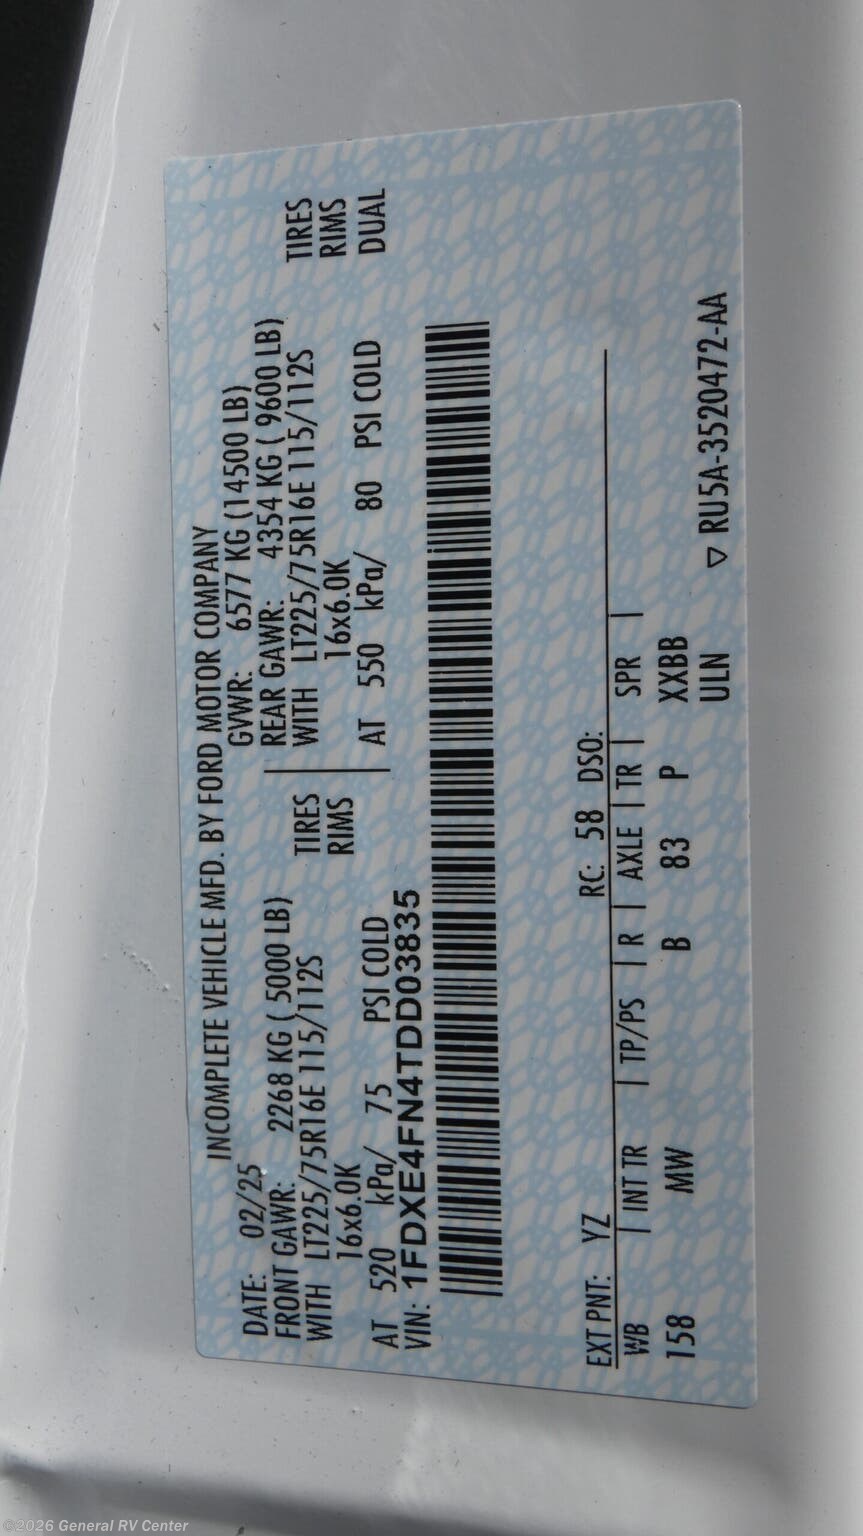 INCOMPLETE VEHICLE MFD. BY FORD MOTOR COMPANY
DATE: 02/25 GVWR: 6577 KG (14500 LB)
FRONT GAWR: 2268 KG ( 5000 LB) REAR GAWR: 4354 KG ( 9600 LB)
WITH LT225/75R16E 115/112S TIRES WITH LT225/75R16E 115/112S TIRES
16x6.0K RIMS 16x6.0K RIMS
AT 520 kPa/ 75 PSI COLD AT 550 kPa/ 80 PSI COLD DUAL
VIN: 1FDXE4FN4TDD03835
EXT PNT: YZ RC: 58 DSO:
WB | INT TR | TP/PS | R | AXLE | TR | SPR |
158 MW B 83 P XXBB
ULN ▽ RU5A-3520472-AA
©2026 General RV Center